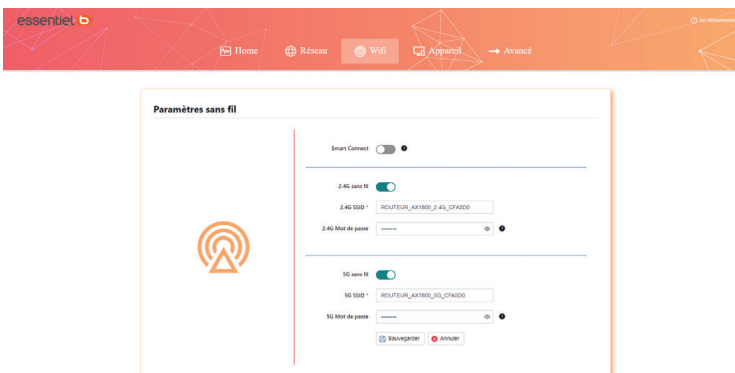 essentiel b
Se déconnecter
Home Réseau Wifi Appareil Avancé
Paramètres sans fil
Smart Connect
2.4G sans fil
2.4G SSID * ROUTEUR_AX1800_2.4G_CFA5D0
2.4G Mot de passe ••••••••
5G sans fil
5G SSID * ROUTEUR_AX1800_5G_CFA5D0
5G Mot de passe ••••••••
Sauvegarder Annuler